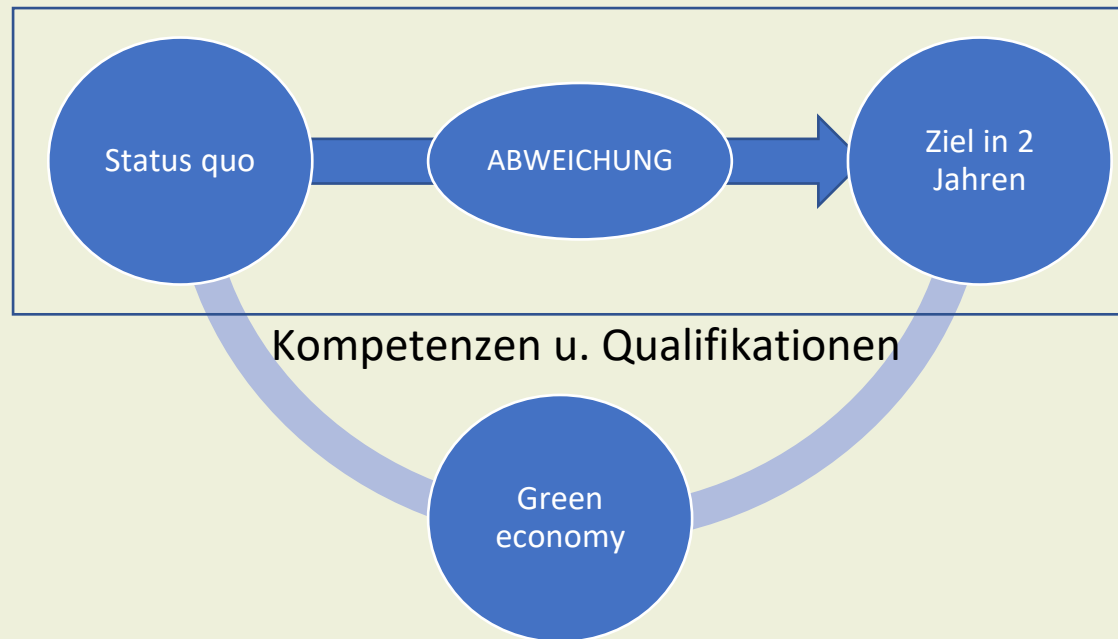 Status quo
ABWEICHUNG
Ziel in 2
Jahren
Kompetenzen u. Qualifikationen
Green
economy